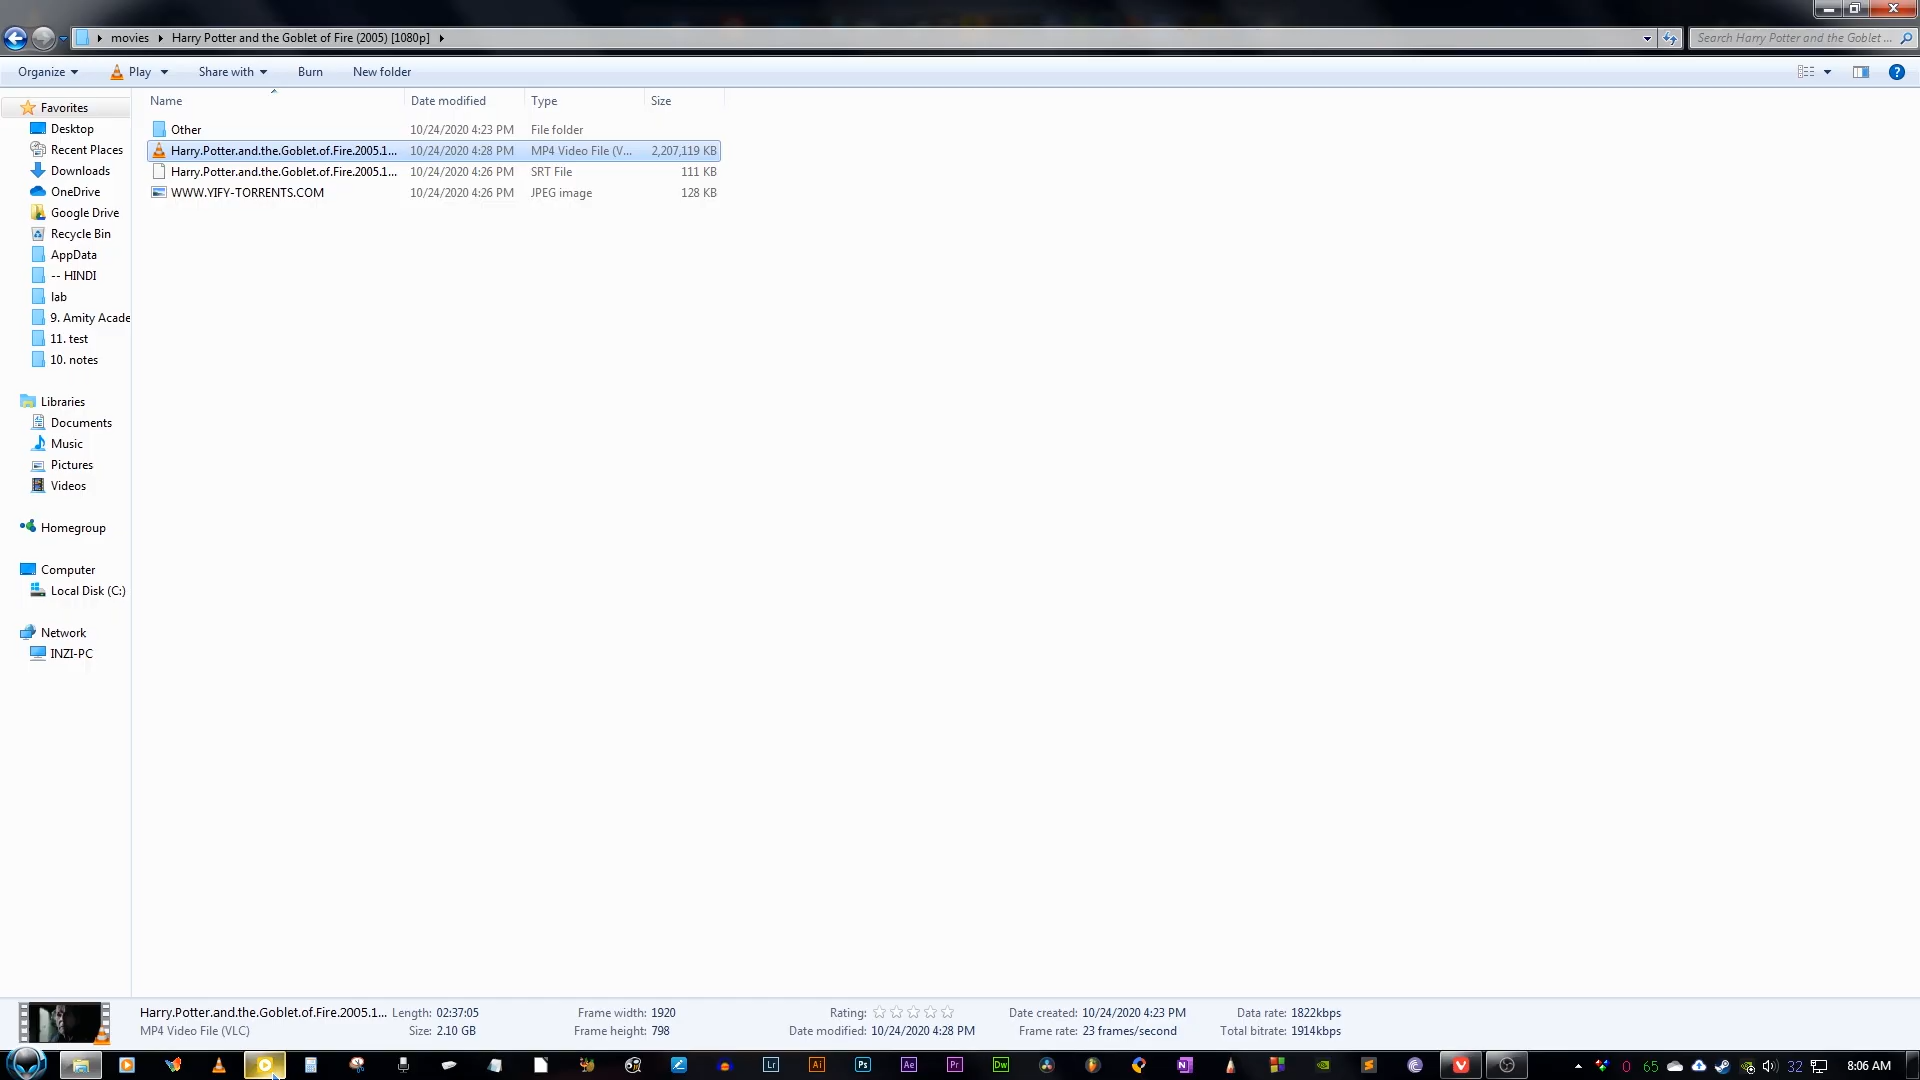 movies Harry Potter and the Goblet of Fire (2005) [1080p] Search Harry Potter and the Goblet ...
Organize Play Share with Burn New folder
Name Date modified Type Size
Favorites
Desktop
Recent Places
Downloads
OneDrive
Google Drive
Recycle Bin
AppData
-- HINDI
lab
9. Amity Acade
11. test
10. notes
Libraries
Documents
Music
Pictures
Videos
Homegroup
Computer
Local Disk (C:)
Network
INZI-PC
Other 10/24/2020 4:23 PM File folder
Harry.Potter.and.the.Goblet.of.Fire.2005.1... 10/24/2020 4:28 PM MP4 Video File (V... 2,207,119 KB
Harry.Potter.and.the.Goblet.of.Fire.2005.1... 10/24/2020 4:26 PM SRT File 111 KB
WWW.YIFY-TORRENTS.COM 10/24/2020 4:26 PM JPEG image 128 KB
Harry.Potter.and.the.Goblet.of.Fire.2005.1... Length: 02:37:05 Frame width: 1920 Rating: Date created: 10/24/2020 4:23 PM Data rate: 1822kbps
MP4 Video File (VLC) Size: 2.10 GB Frame height: 798 Date modified: 10/24/2020 4:28 PM Frame rate: 23 frames/second Total bitrate: 1914kbps
Lr Ai Ps Ae Pr Dw N 0 65 32 8:06 AM